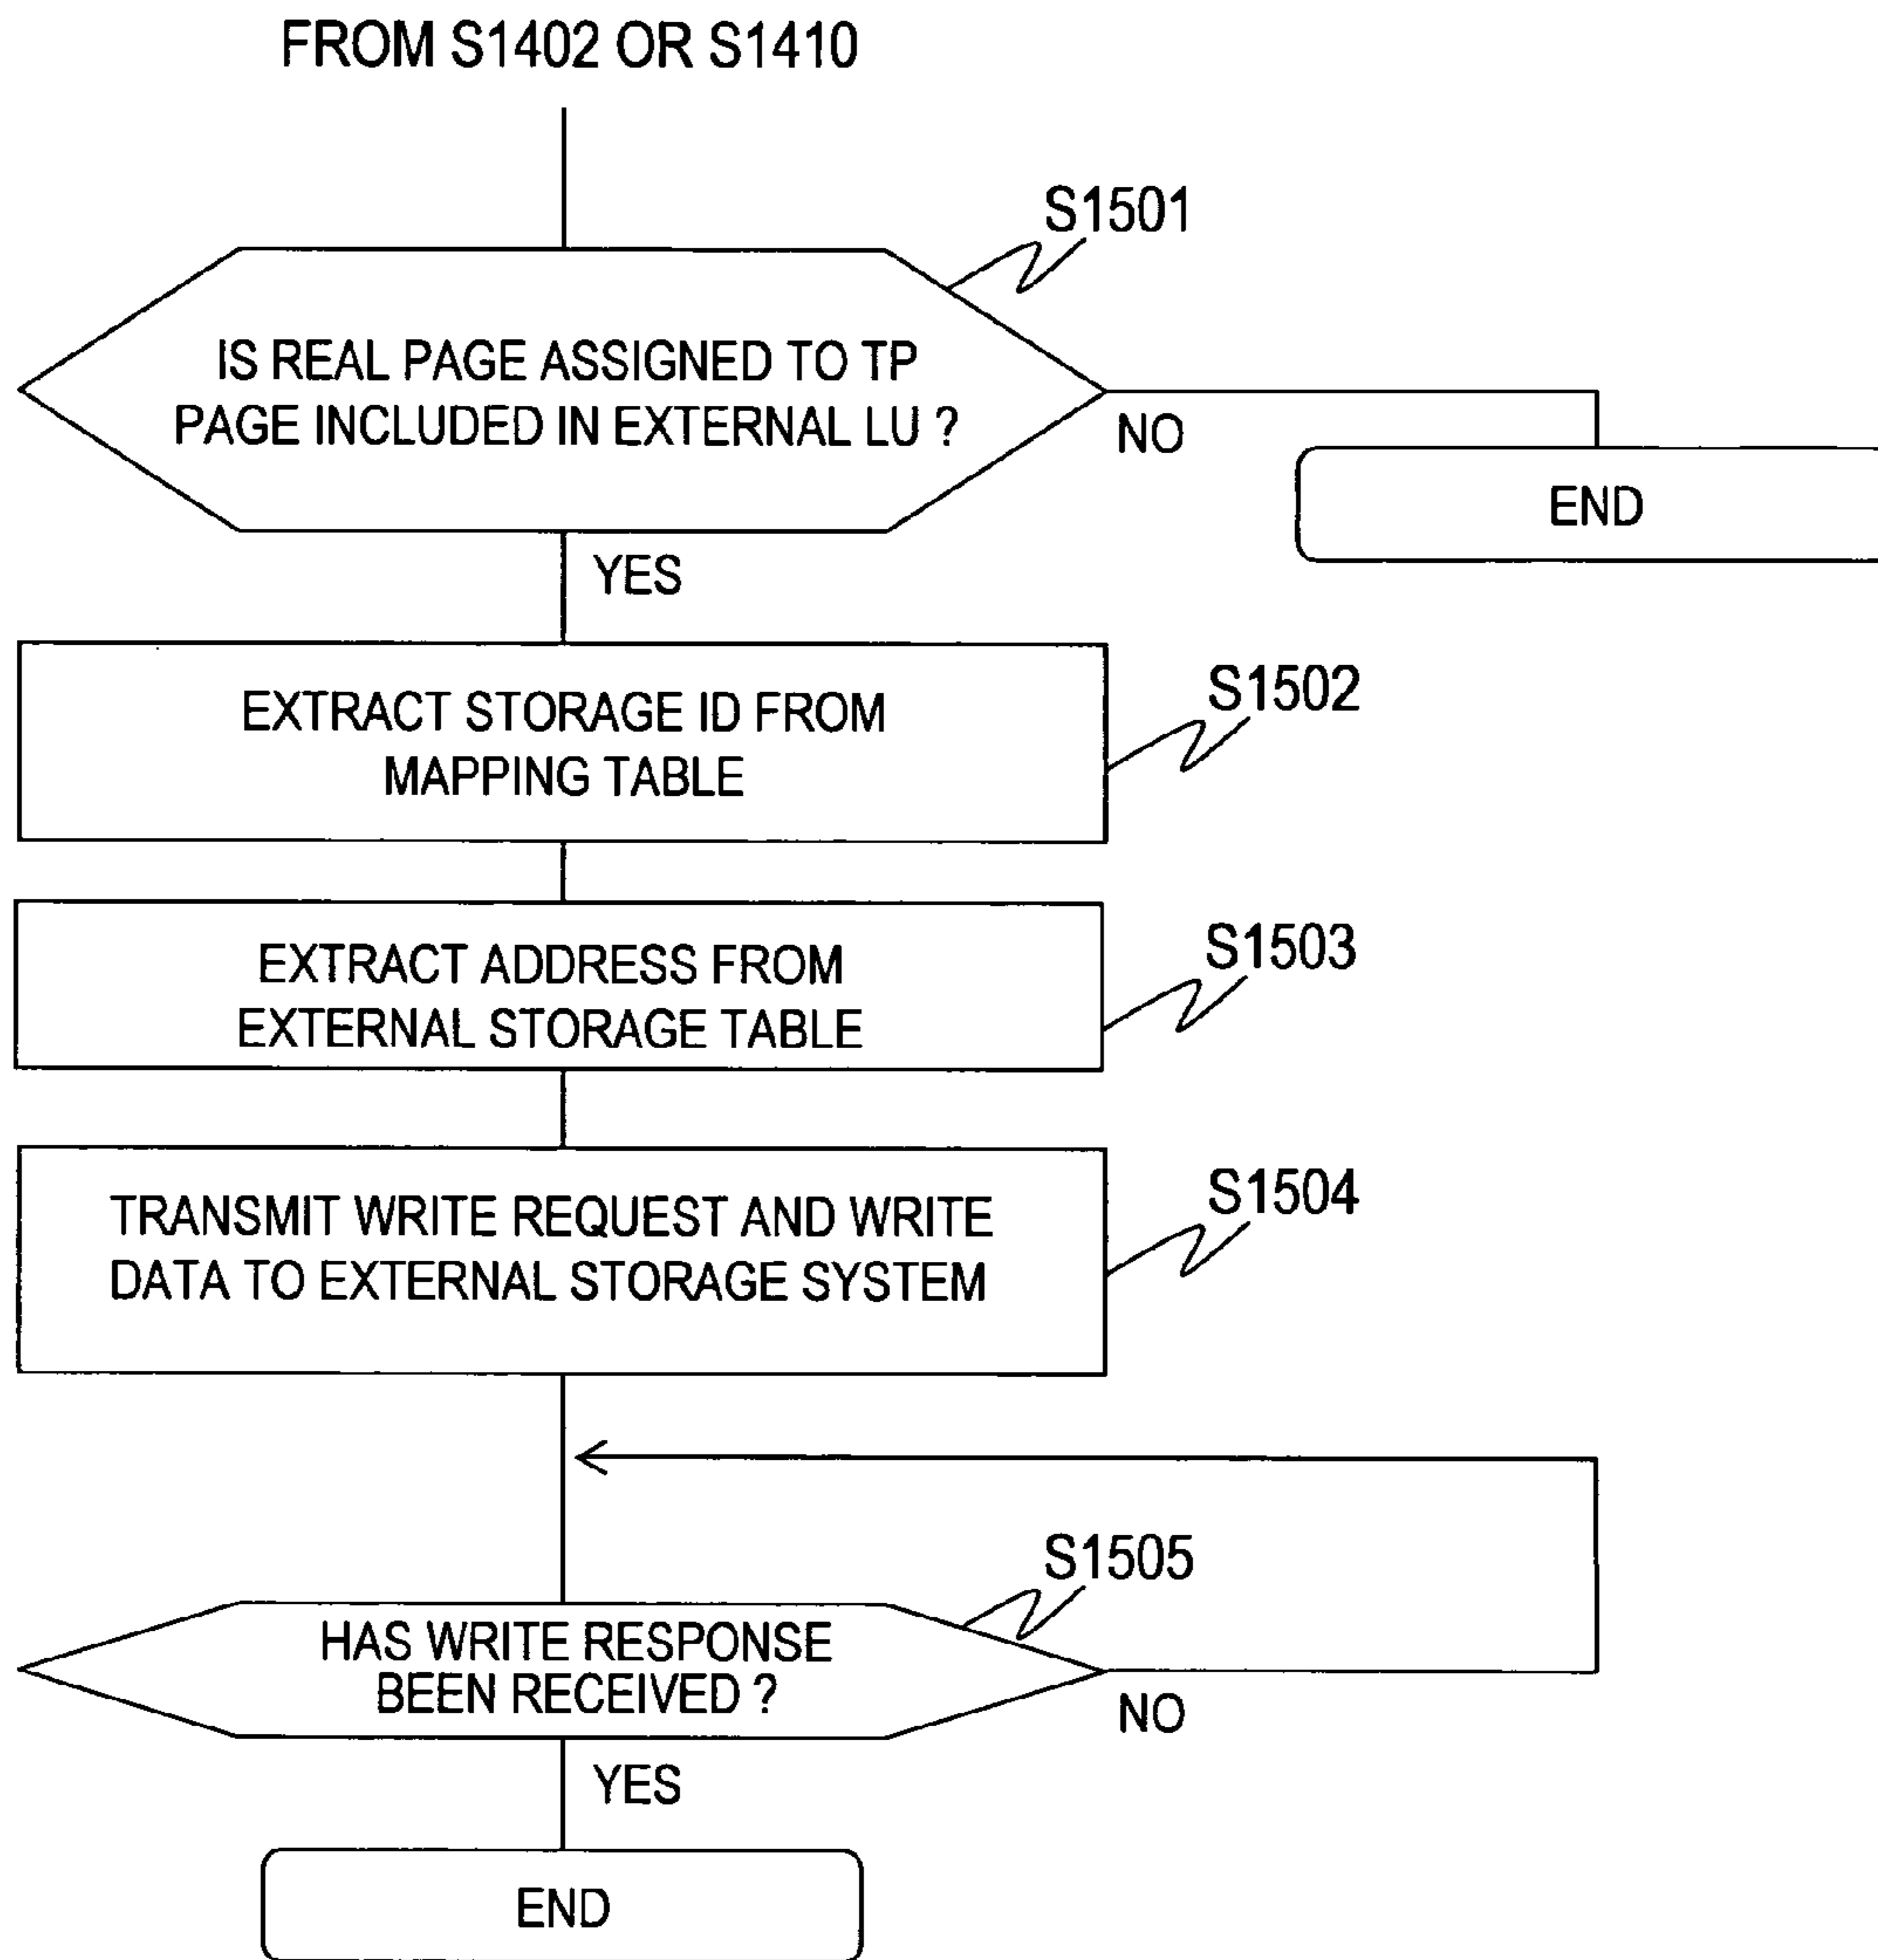 FROM S1402 OR S1410
S1501
IS REAL PAGE ASSIGNED TO TP
PAGE INCLUDED IN EXTERNAL LU ?
NO
END
YES
EXTRACT STORAGE ID FROM
MAPPING TABLE
S1502
EXTRACT ADDRESS FROM
EXTERNAL STORAGE TABLE
S1503
TRANSMIT WRITE REQUEST AND WRITE
DATA TO EXTERNAL STORAGE SYSTEM
S1504
S1505
HAS WRITE RESPONSE
BEEN RECEIVED ?
NO
YES
END